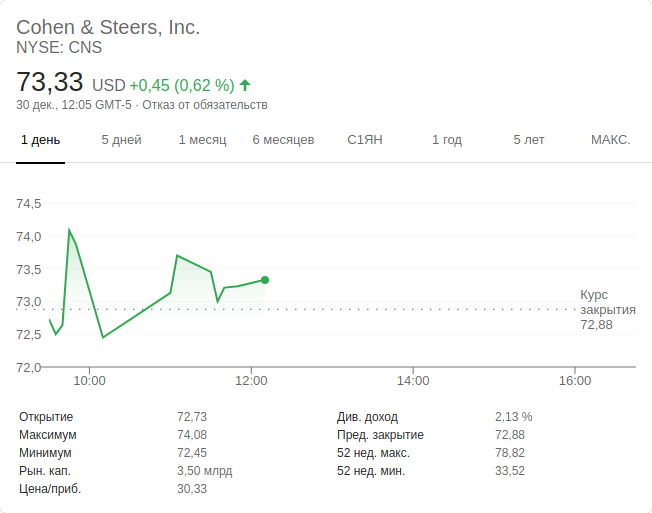 Cohen & Steers, Inc.
NYSE: CNS
73,33 USD +0,45 (0,62 %)
30 дек., 12:05 GMT-5 · Отказ от обязательств
1 день 5 дней 1 месяц 6 месяцев С1ЯН 1 год 5 лет МАКС.
74,5
74,0
73,5
73,0
72,5
72,0
Курс
закрытия
72,88
10:00 12:00 14:00 16:00
Открытие 72,73 Див. доход 2,13 %
Максимум 74,08 Пред. закрытие 72,88
Минимум 72,45 52 нед. макс. 78,82
Рын. кап. 3,50 млрд 52 нед. мин. 33,52
Цена/приб. 30,33